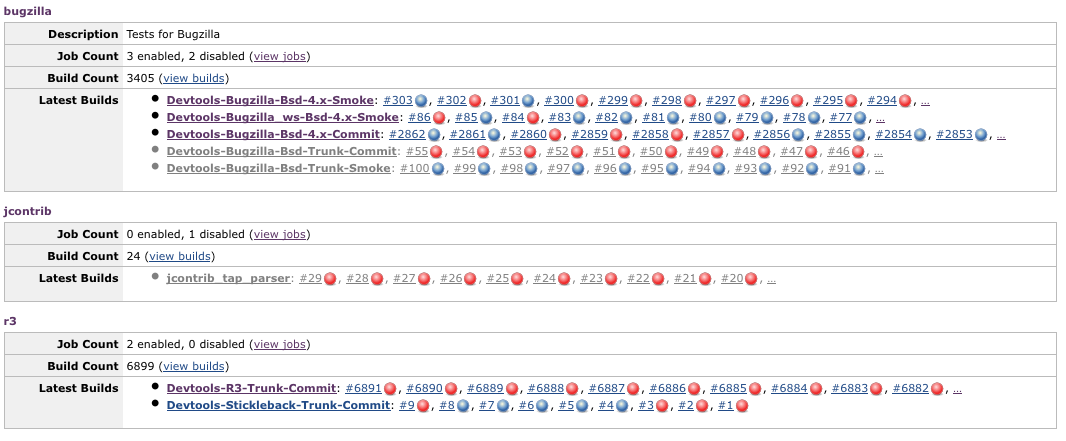 bugzilla
Description Tests for Bugzilla
Job Count 3 enabled, 2 disabled (view jobs)
Build Count 3405 (view builds)
Latest Builds Devtools-Bugzilla-Bsd-4.x-Smoke: #303, #302, #301, #300, #299, #298, #297, #296, #295, #294, ...
Devtools-Bugzilla_ws-Bsd-4.x-Smoke: #86, #85, #84, #83, #82, #81, #80, #79, #78, #77, ...
Devtools-Bugzilla-Bsd-4.x-Commit: #2862, #2861, #2860, #2859, #2858, #2857, #2856, #2855, #2854, #2853, ...
Devtools-Bugzilla-Bsd-Trunk-Commit: #55, #54, #53, #52, #51, #50, #49, #48, #47, #46, ...
Devtools-Bugzilla-Bsd-Trunk-Smoke: #100, #99, #98, #97, #96, #95, #94, #93, #92, #91, ...
jcontrib
Job Count 0 enabled, 1 disabled (view jobs)
Build Count 24 (view builds)
Latest Builds jcontrib_tap_parser: #29, #28, #27, #26, #25, #24, #23, #22, #21, #20, ...
r3
Job Count 2 enabled, 0 disabled (view jobs)
Build Count 6899 (view builds)
Latest Builds Devtools-R3-Trunk-Commit: #6891, #6890, #6889, #6888, #6887, #6886, #6885, #6884, #6883, #6882, ...
Devtools-Stickleback-Trunk-Commit: #9, #8, #7, #6, #5, #4, #3, #2, #1